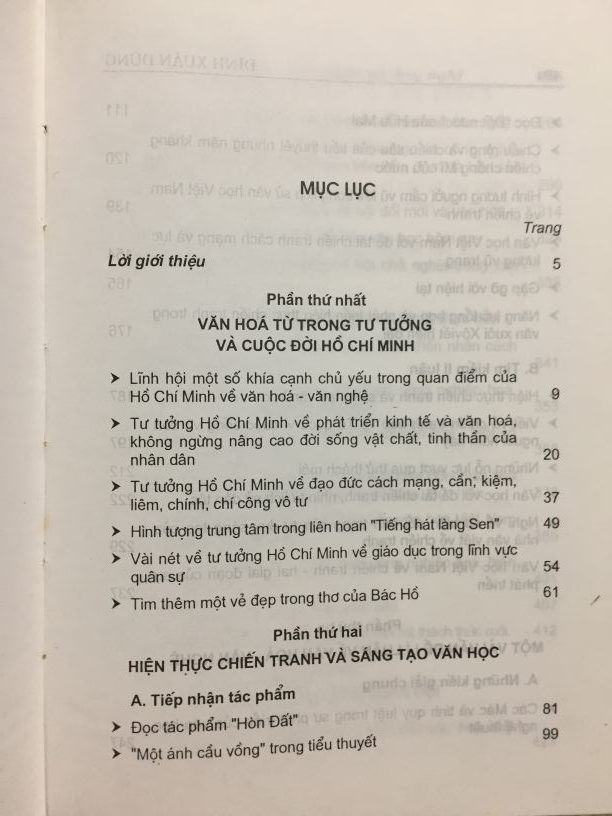 MỤC LỤC
Trang
Lời giới thiệu 5
Phần thứ nhất
VĂN HOÁ TỪ TRONG TƯ TƯỞNG
VÀ CUỘC ĐỜI HỒ CHÍ MINH
➤ Lĩnh hội một số khía cạnh chủ yếu trong quan điểm của
Hồ Chí Minh về văn hoá - văn nghệ 9
➤ Tư tưởng Hồ Chí Minh về phát triển kinh tế và văn hoá,
không ngừng nâng cao đời sống vật chất, tinh thần của
nhân dân 20
➤ Tư tưởng Hồ Chí Minh về đạo đức cách mạng, cần, kiệm,
liêm, chính, chí công vô tư 37
➤ Hình tượng trung tâm trong liên hoan "Tiếng hát làng Sen" 49
➤ Vài nét về tư tưởng Hồ Chí Minh về giáo dục trong lĩnh vực
quân sự 54
➤ Tìm thêm một vẻ đẹp trong thơ của Bác Hồ 61
Phần thứ hai
HIỆN THỰC CHIẾN TRANH VÀ SÁNG TẠO VĂN HỌC
A. Tiếp nhận tác phẩm
➤ Đọc tác phẩm "Hòn Đất" 81
➤ "Một ánh cầu vồng" trong tiểu thuyết 99